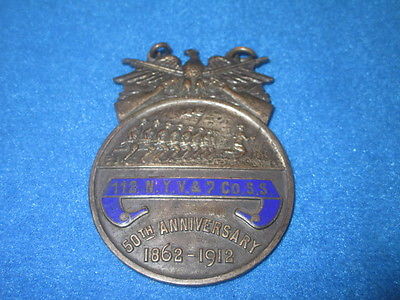 112 N.Y.V. & 7 Co. S.S.
50TH ANNIVERSARY
1862-1912